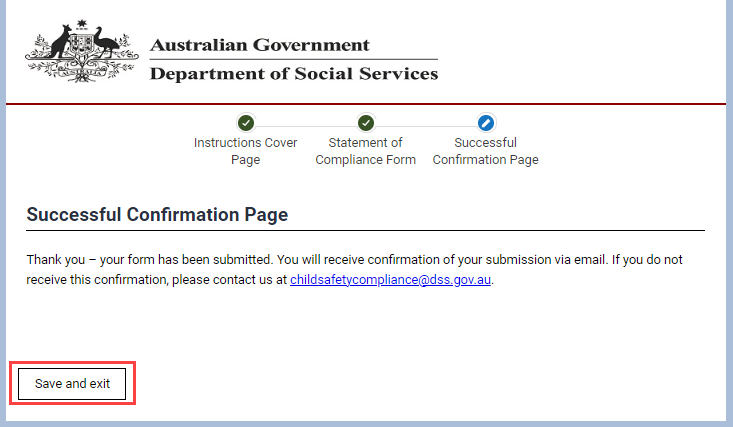 Australian Government
Department of Social Services
Instructions Cover Page
Statement of Compliance Form
Successful Confirmation Page
Successful Confirmation Page
Thank you – your form has been submitted. You will receive confirmation of your submission via email. If you do not
receive this confirmation, please contact us at childsafetycompliance@dss.gov.au.
Save and exit